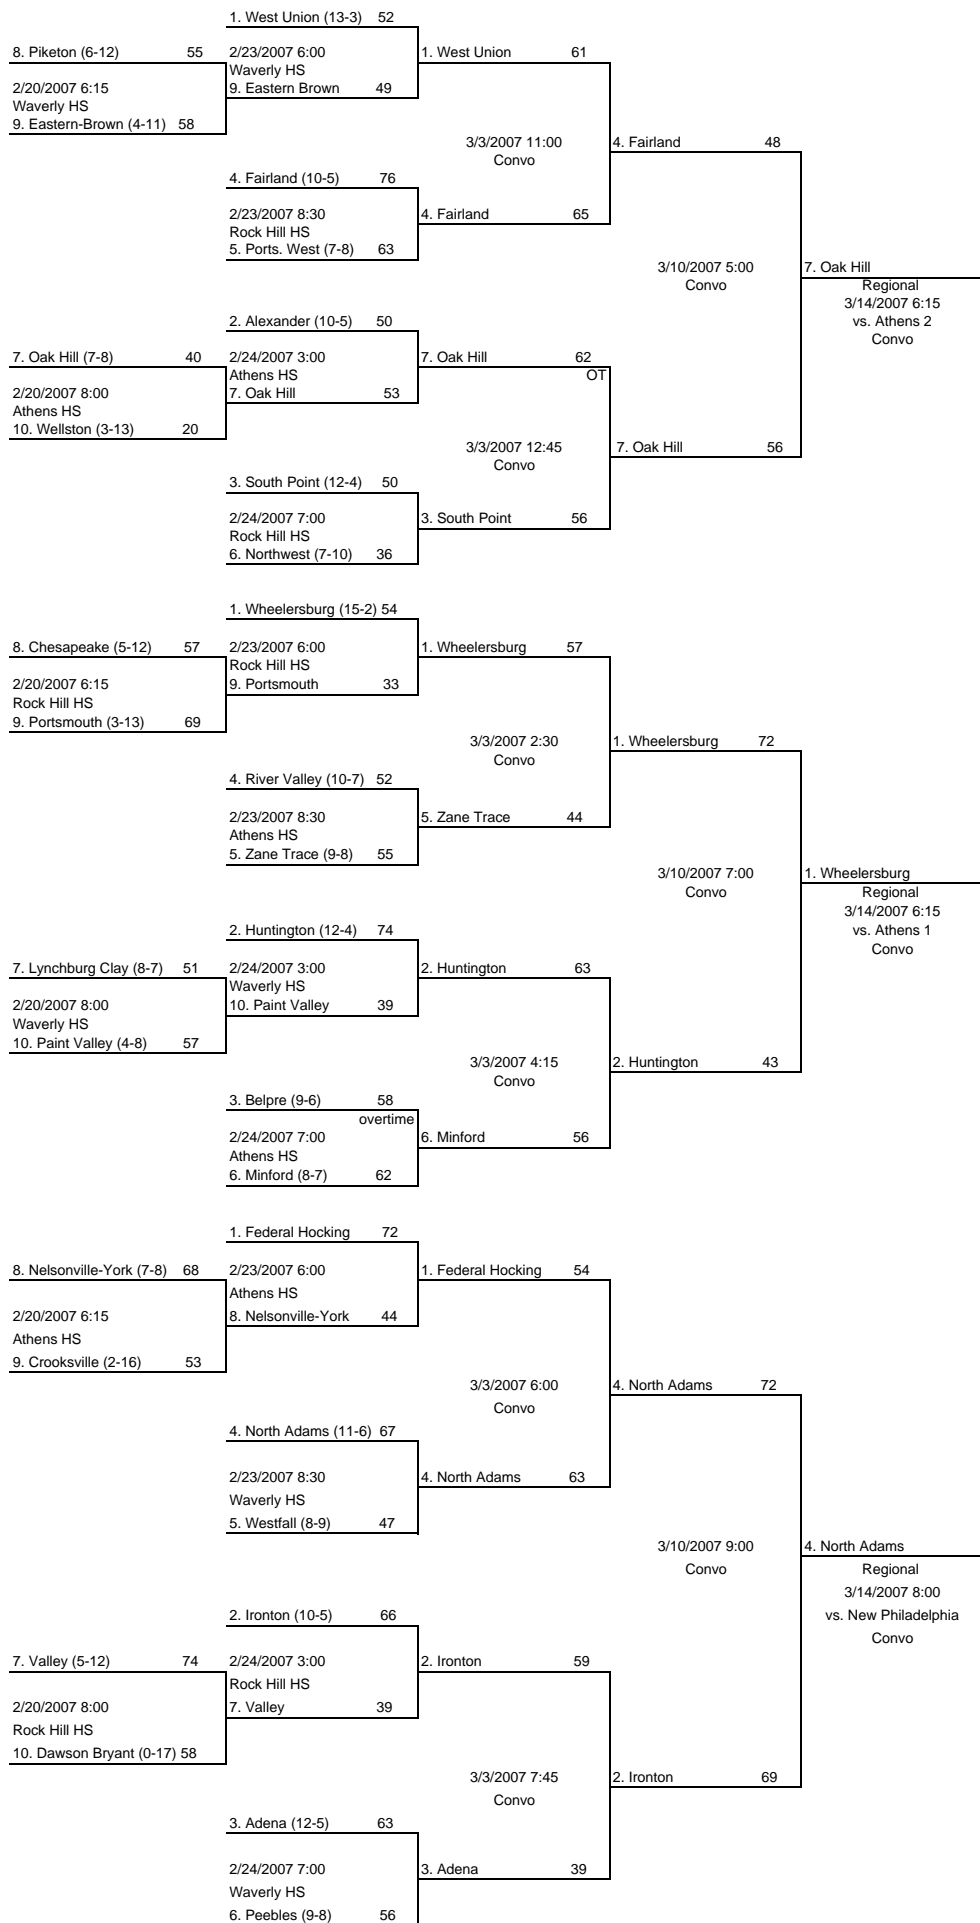 1. West Union (13-3) 52
8. Piketon (6-12) 55
2/23/2007 6:00
1. West Union 61
Waverly HS
2/20/2007 6:15
9. Eastern Brown 49
Waverly HS
9. Eastern-Brown (4-11) 58
3/3/2007 11:00
4. Fairland 48
Convo
4. Fairland (10-5) 76
2/23/2007 8:30
4. Fairland 65
Rock Hill HS
5. Ports. West (7-8) 63
3/10/2007 5:00
7. Oak Hill
Convo
Regional
3/14/2007 6:15
2. Alexander (10-5) 50
vs. Athens 2
Convo
7. Oak Hill (7-8) 40
2/24/2007 3:00
7. Oak Hill 62
Athens HS
OT
2/20/2007 8:00
7. Oak Hill 53
Athens HS
10. Wellston (3-13) 20
3/3/2007 12:45
7. Oak Hill 56
Convo
3. South Point (12-4) 50
2/24/2007 7:00
3. South Point 56
Rock Hill HS
6. Northwest (7-10) 36
1. Wheelersburg (15-2) 54
8. Chesapeake (5-12) 57
2/23/2007 6:00
1. Wheelersburg 57
Rock Hill HS
2/20/2007 6:15
9. Portsmouth 33
Rock Hill HS
9. Portsmouth (3-13) 69
3/3/2007 2:30
1. Wheelersburg 72
Convo
4. River Valley (10-7) 52
2/23/2007 8:30
5. Zane Trace 44
Athens HS
5. Zane Trace (9-8) 55
3/10/2007 7:00
1. Wheelersburg
Convo
Regional
3/14/2007 6:15
2. Huntington (12-4) 74
vs. Athens 1
Convo
7. Lynchburg Clay (8-7) 51
2/24/2007 3:00
2. Huntington 63
Waverly HS
2/20/2007 8:00
10. Paint Valley 39
Waverly HS
10. Paint Valley (4-8) 57
3/3/2007 4:15
2. Huntington 43
Convo
3. Belpre (9-6) 58
overtime
2/24/2007 7:00
6. Minford 56
Athens HS
6. Minford (8-7) 62
1. Federal Hocking 72
8. Nelsonville-York (7-8) 68
2/23/2007 6:00
1. Federal Hocking 54
Athens HS
2/20/2007 6:15
8. Nelsonville-York 44
Athens HS
9. Crooksville (2-16) 53
3/3/2007 6:00
4. North Adams 72
Convo
4. North Adams (11-6) 67
2/23/2007 8:30
4. North Adams 63
Waverly HS
5. Westfall (8-9) 47
3/10/2007 9:00
4. North Adams
Convo
Regional
3/14/2007 8:00
2. Ironton (10-5) 66
vs. New Philadelphia
Convo
7. Valley (5-12) 74
2/24/2007 3:00
2. Ironton 59
Rock Hill HS
2/20/2007 8:00
7. Valley 39
Rock Hill HS
10. Dawson Bryant (0-17) 58
3/3/2007 7:45
2. Ironton 69
Convo
3. Adena (12-5) 63
2/24/2007 7:00
3. Adena 39
Waverly HS
6. Peebles (9-8) 56